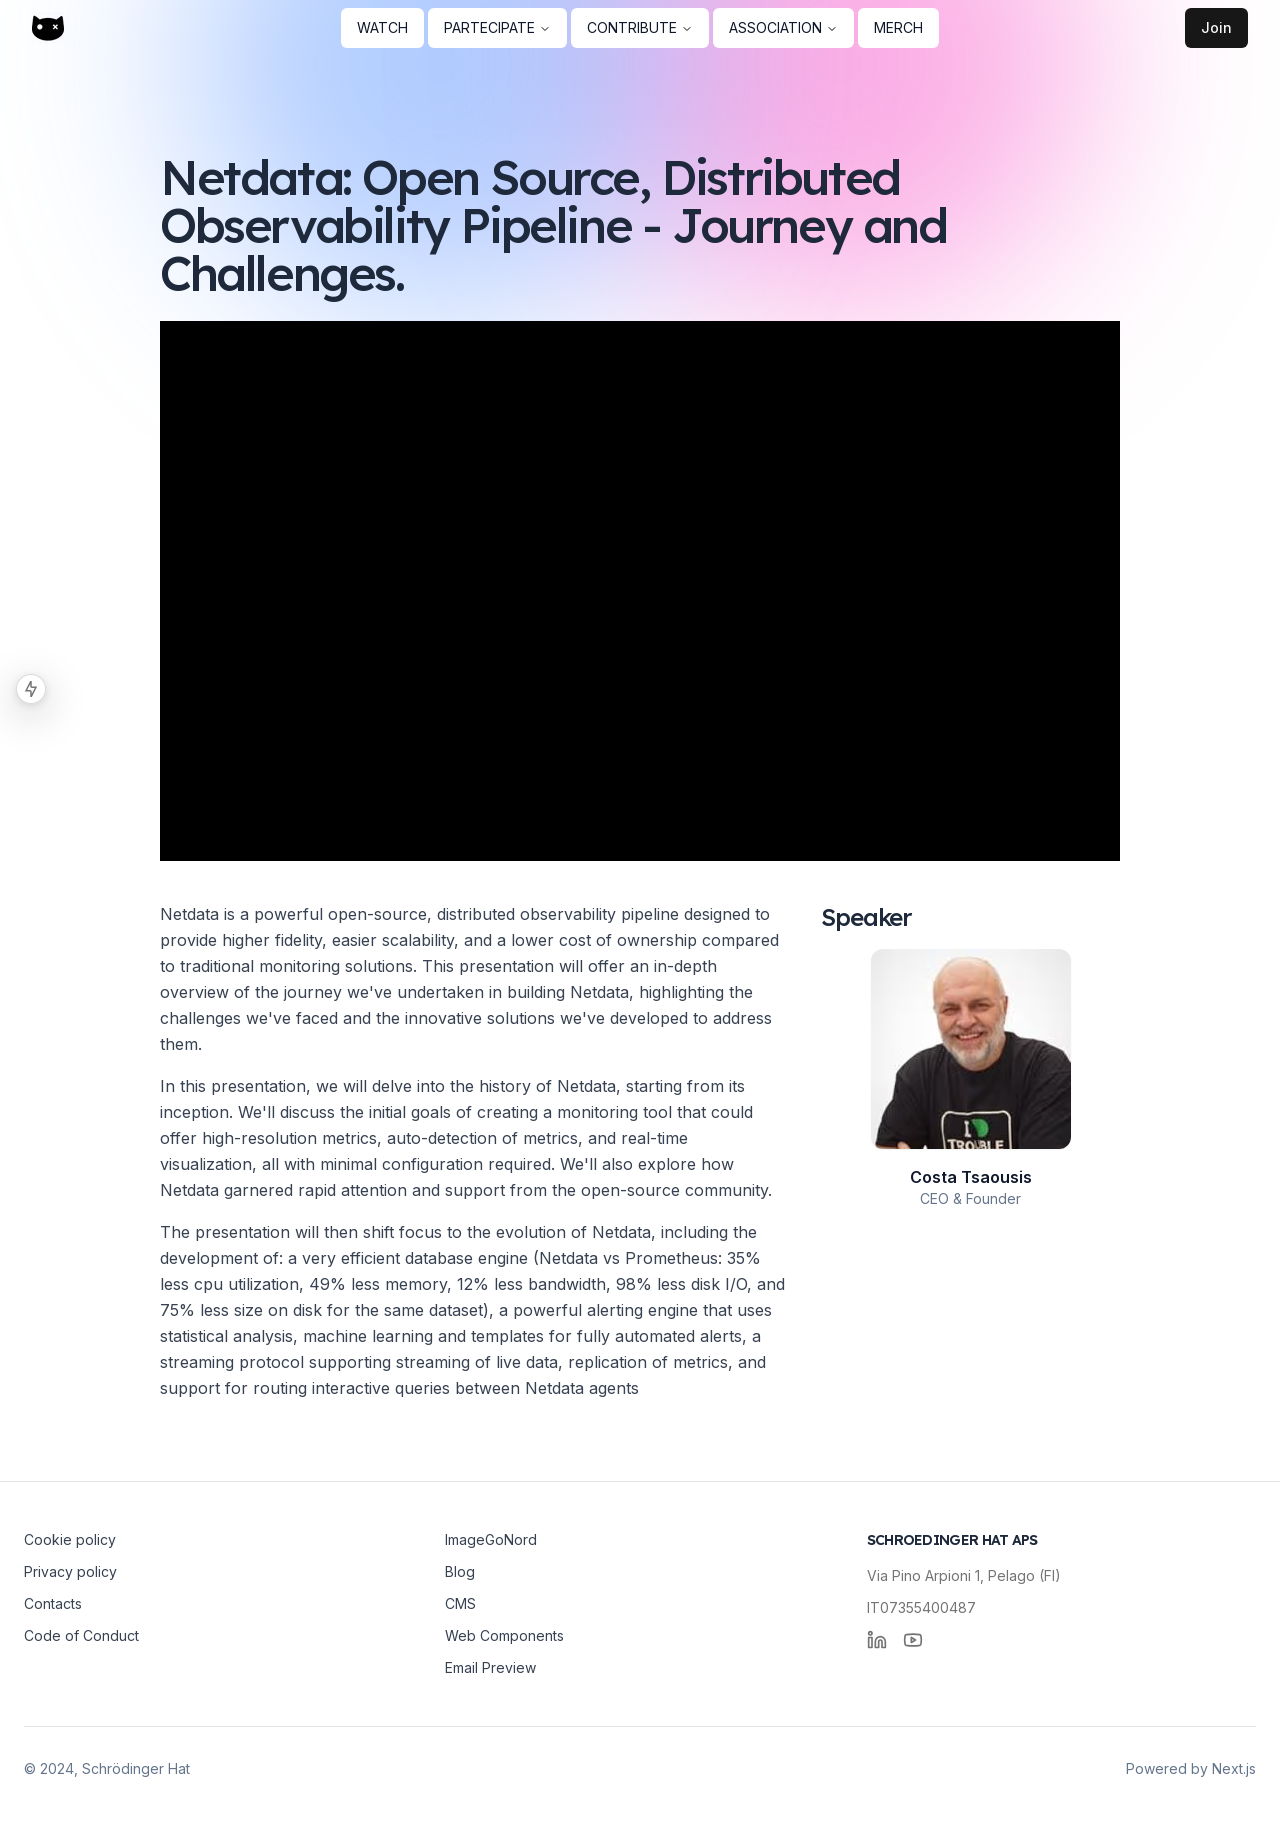 WATCH
PARTECIPATE
CONTRIBUTE
ASSOCIATION
MERCH
Join
Netdata: Open Source, Distributed
Observability Pipeline - Journey and
Challenges.
Netdata is a powerful open-source, distributed observability pipeline designed to
provide higher fidelity, easier scalability, and a lower cost of ownership compared
to traditional monitoring solutions. This presentation will offer an in-depth
overview of the journey we've undertaken in building Netdata, highlighting the
challenges we've faced and the innovative solutions we've developed to address
them.
In this presentation, we will delve into the history of Netdata, starting from its
inception. We'll discuss the initial goals of creating a monitoring tool that could
offer high-resolution metrics, auto-detection of metrics, and real-time
visualization, all with minimal configuration required. We'll also explore how
Netdata garnered rapid attention and support from the open-source community.
The presentation will then shift focus to the evolution of Netdata, including the
development of: a very efficient database engine (Netdata vs Prometheus: 35%
less cpu utilization, 49% less memory, 12% less bandwidth, 98% less disk I/O, and
75% less size on disk for the same dataset), a powerful alerting engine that uses
statistical analysis, machine learning and templates for fully automated alerts, a
streaming protocol supporting streaming of live data, replication of metrics, and
support for routing interactive queries between Netdata agents
Speaker
I
TROUBLE
Costa Tsaousis
CEO & Founder
Cookie policy
Privacy policy
Contacts
Code of Conduct
ImageGoNord
Blog
CMS
Web Components
Email Preview
SCHROEDINGER HAT APS
Via Pino Arpioni 1, Pelago (FI)
IT07355400487
© 2024, Schrödinger Hat
Powered by Next.js